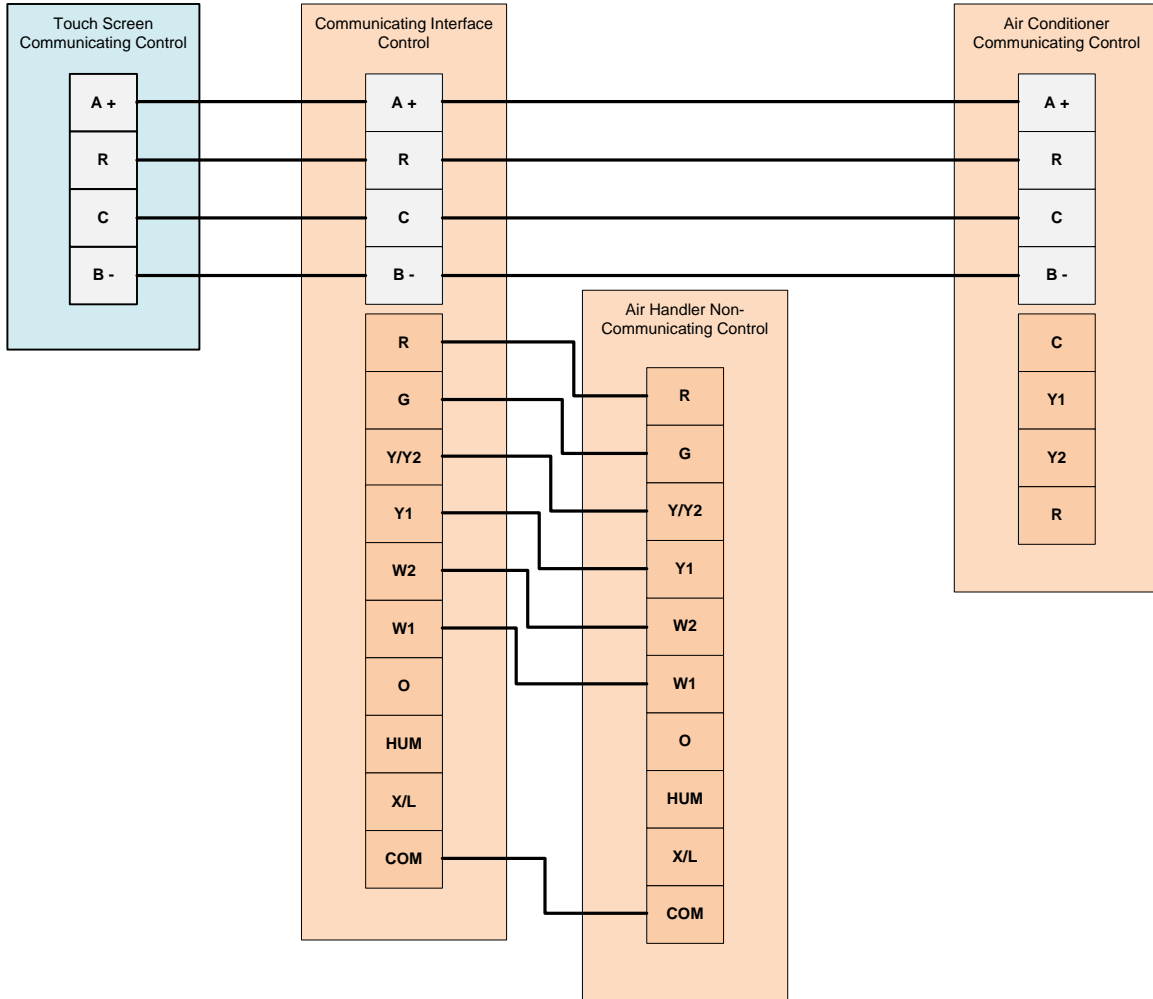 Touch Screen
Communicating Control
A +
R
C
B -
Communicating Interface
Control
A +
R
C
B -
R
G
Y/Y2
Y1
W2
W1
O
HUM
X/L
COM
Air Handler Non-
Communicating Control
R
G
Y/Y2
Y1
W2
W1
O
HUM
X/L
COM
Air Conditioner
Communicating Control
A +
R
C
B -
C
Y1
Y2
R